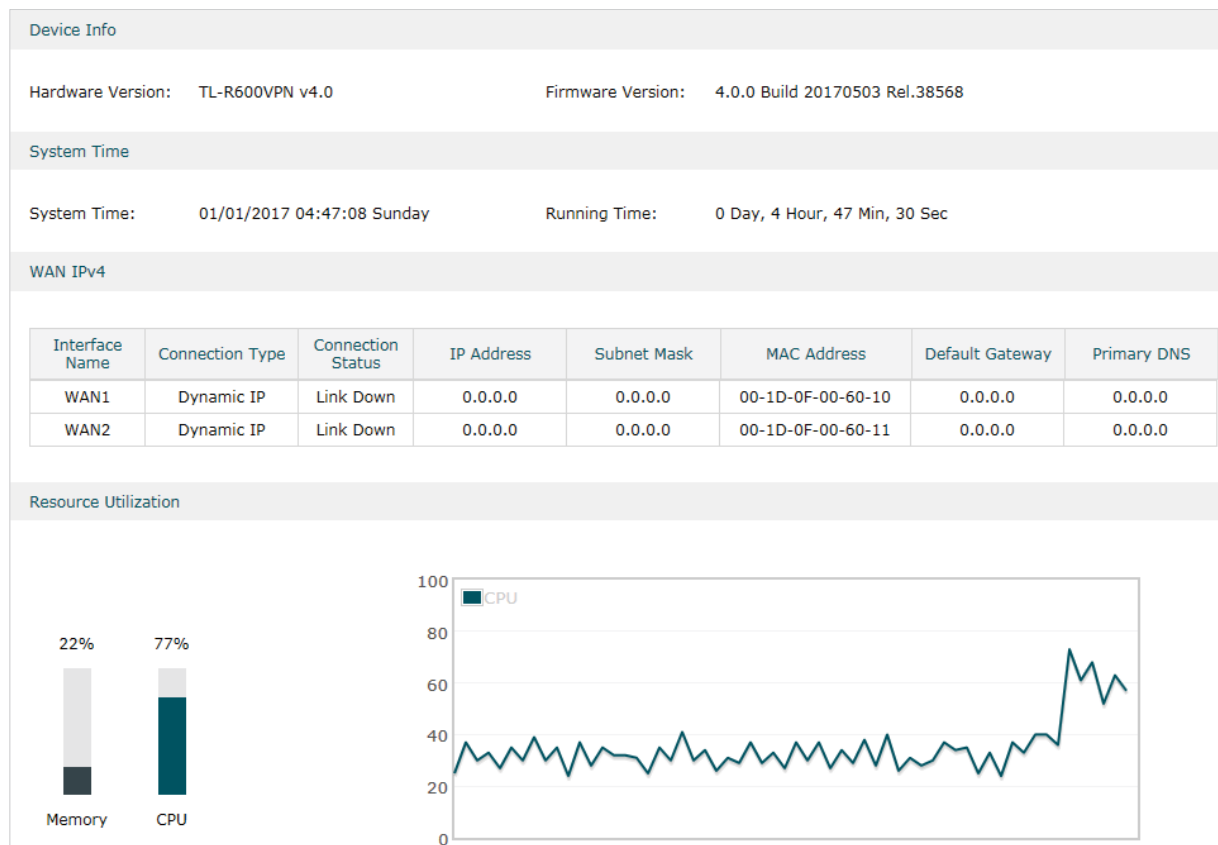 Device Info
Hardware Version: TL-R600VPN v4.0 Firmware Version: 4.0.0 Build 20170503 Rel.38568
System Time
System Time: 01/01/2017 04:47:08 Sunday Running Time: 0 Day, 4 Hour, 47 Min, 30 Sec
WAN IPv4
Interface Name Connection Type Connection Status IP Address Subnet Mask MAC Address Default Gateway Primary DNS
WAN1 Dynamic IP Link Down 0.0.0.0 0.0.0.0 00-1D-0F-00-60-10 0.0.0.0 0.0.0.0
WAN2 Dynamic IP Link Down 0.0.0.0 0.0.0.0 00-1D-0F-00-60-11 0.0.0.0 0.0.0.0
Resource Utilization
22% 77%
Memory CPU
100
CPU
80
60
40
20
0